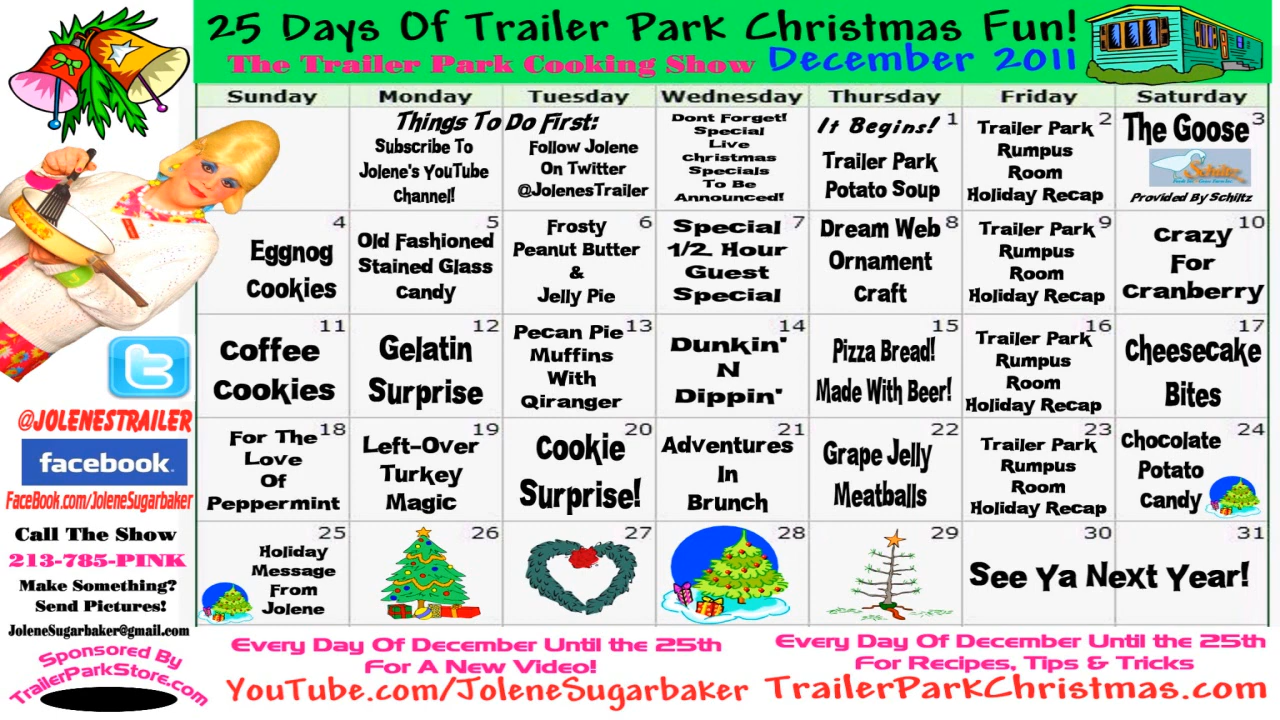 25 Days Of Trailer Park Christmas Fun!
The Trailer Park Cooking Show
December 2011
Sunday
Monday
Tuesday
Wednesday
Thursday
Friday
Saturday
Things To Do First:
Subscribe To
Jolene's YouTube
Channel!
Follow Jolene
On Twitter
@JolenesTrailer
Dont Forget!
Special
Live
Christmas
Specials
To Be
Announced!
It Begins! 1
Trailer Park
Potato Soup
Trailer Park 2
Rumpus
Room
Holiday Recap
The Goose 3
Schiltz
Provided By Schiltz
4
Eggnog
Cookies
5
Old Fashioned
Stained Glass
Candy
Frosty 6
Peanut Butter
&
Jelly Pie
Special 7
1/2 Hour
Guest
Special
Dream Web 8
Ornament
Craft
Trailer Park 9
Rumpus
Room
Holiday Recap
10
Crazy
For
Cranberry
11
Coffee
Cookies
12
Gelatin
Surprise
Pecan Pie 13
Muffins
With
Qiranger
14
Dunkin'
N
Dippin'
15
Pizza Bread!
Made With Beer!
16
Trailer Park
Rumpus
Room
Holiday Recap
17
Cheesecake
Bites
For The 18
Love
Of
Peppermint
19
Left-Over
Turkey
Magic
20
Cookie
Surprise!
21
Adventures
In
Brunch
22
Grape Jelly
Meatballs
23
Trailer Park
Rumpus
Room
Holiday Recap
24
Chocolate
Potato
Candy
25
Holiday
Message
From
Jolene
26
27
28
29
30
31
See Ya Next Year!
t
@JOLENESTRAILER
facebook
FaceBook.com/JoleneSugarbaker
Call The Show
213-785-PINK
Make Something?
Send Pictures!
JoleneSugarbaker@gmail.com
Sponsored By
TrailerParkStore.com
Every Day Of December Until the 25th
For A New Video!
YouTube.com/JoleneSugarbaker
Every Day Of December Until the 25th
For Recipes, Tips & Tricks
TrailerParkChristmas.com